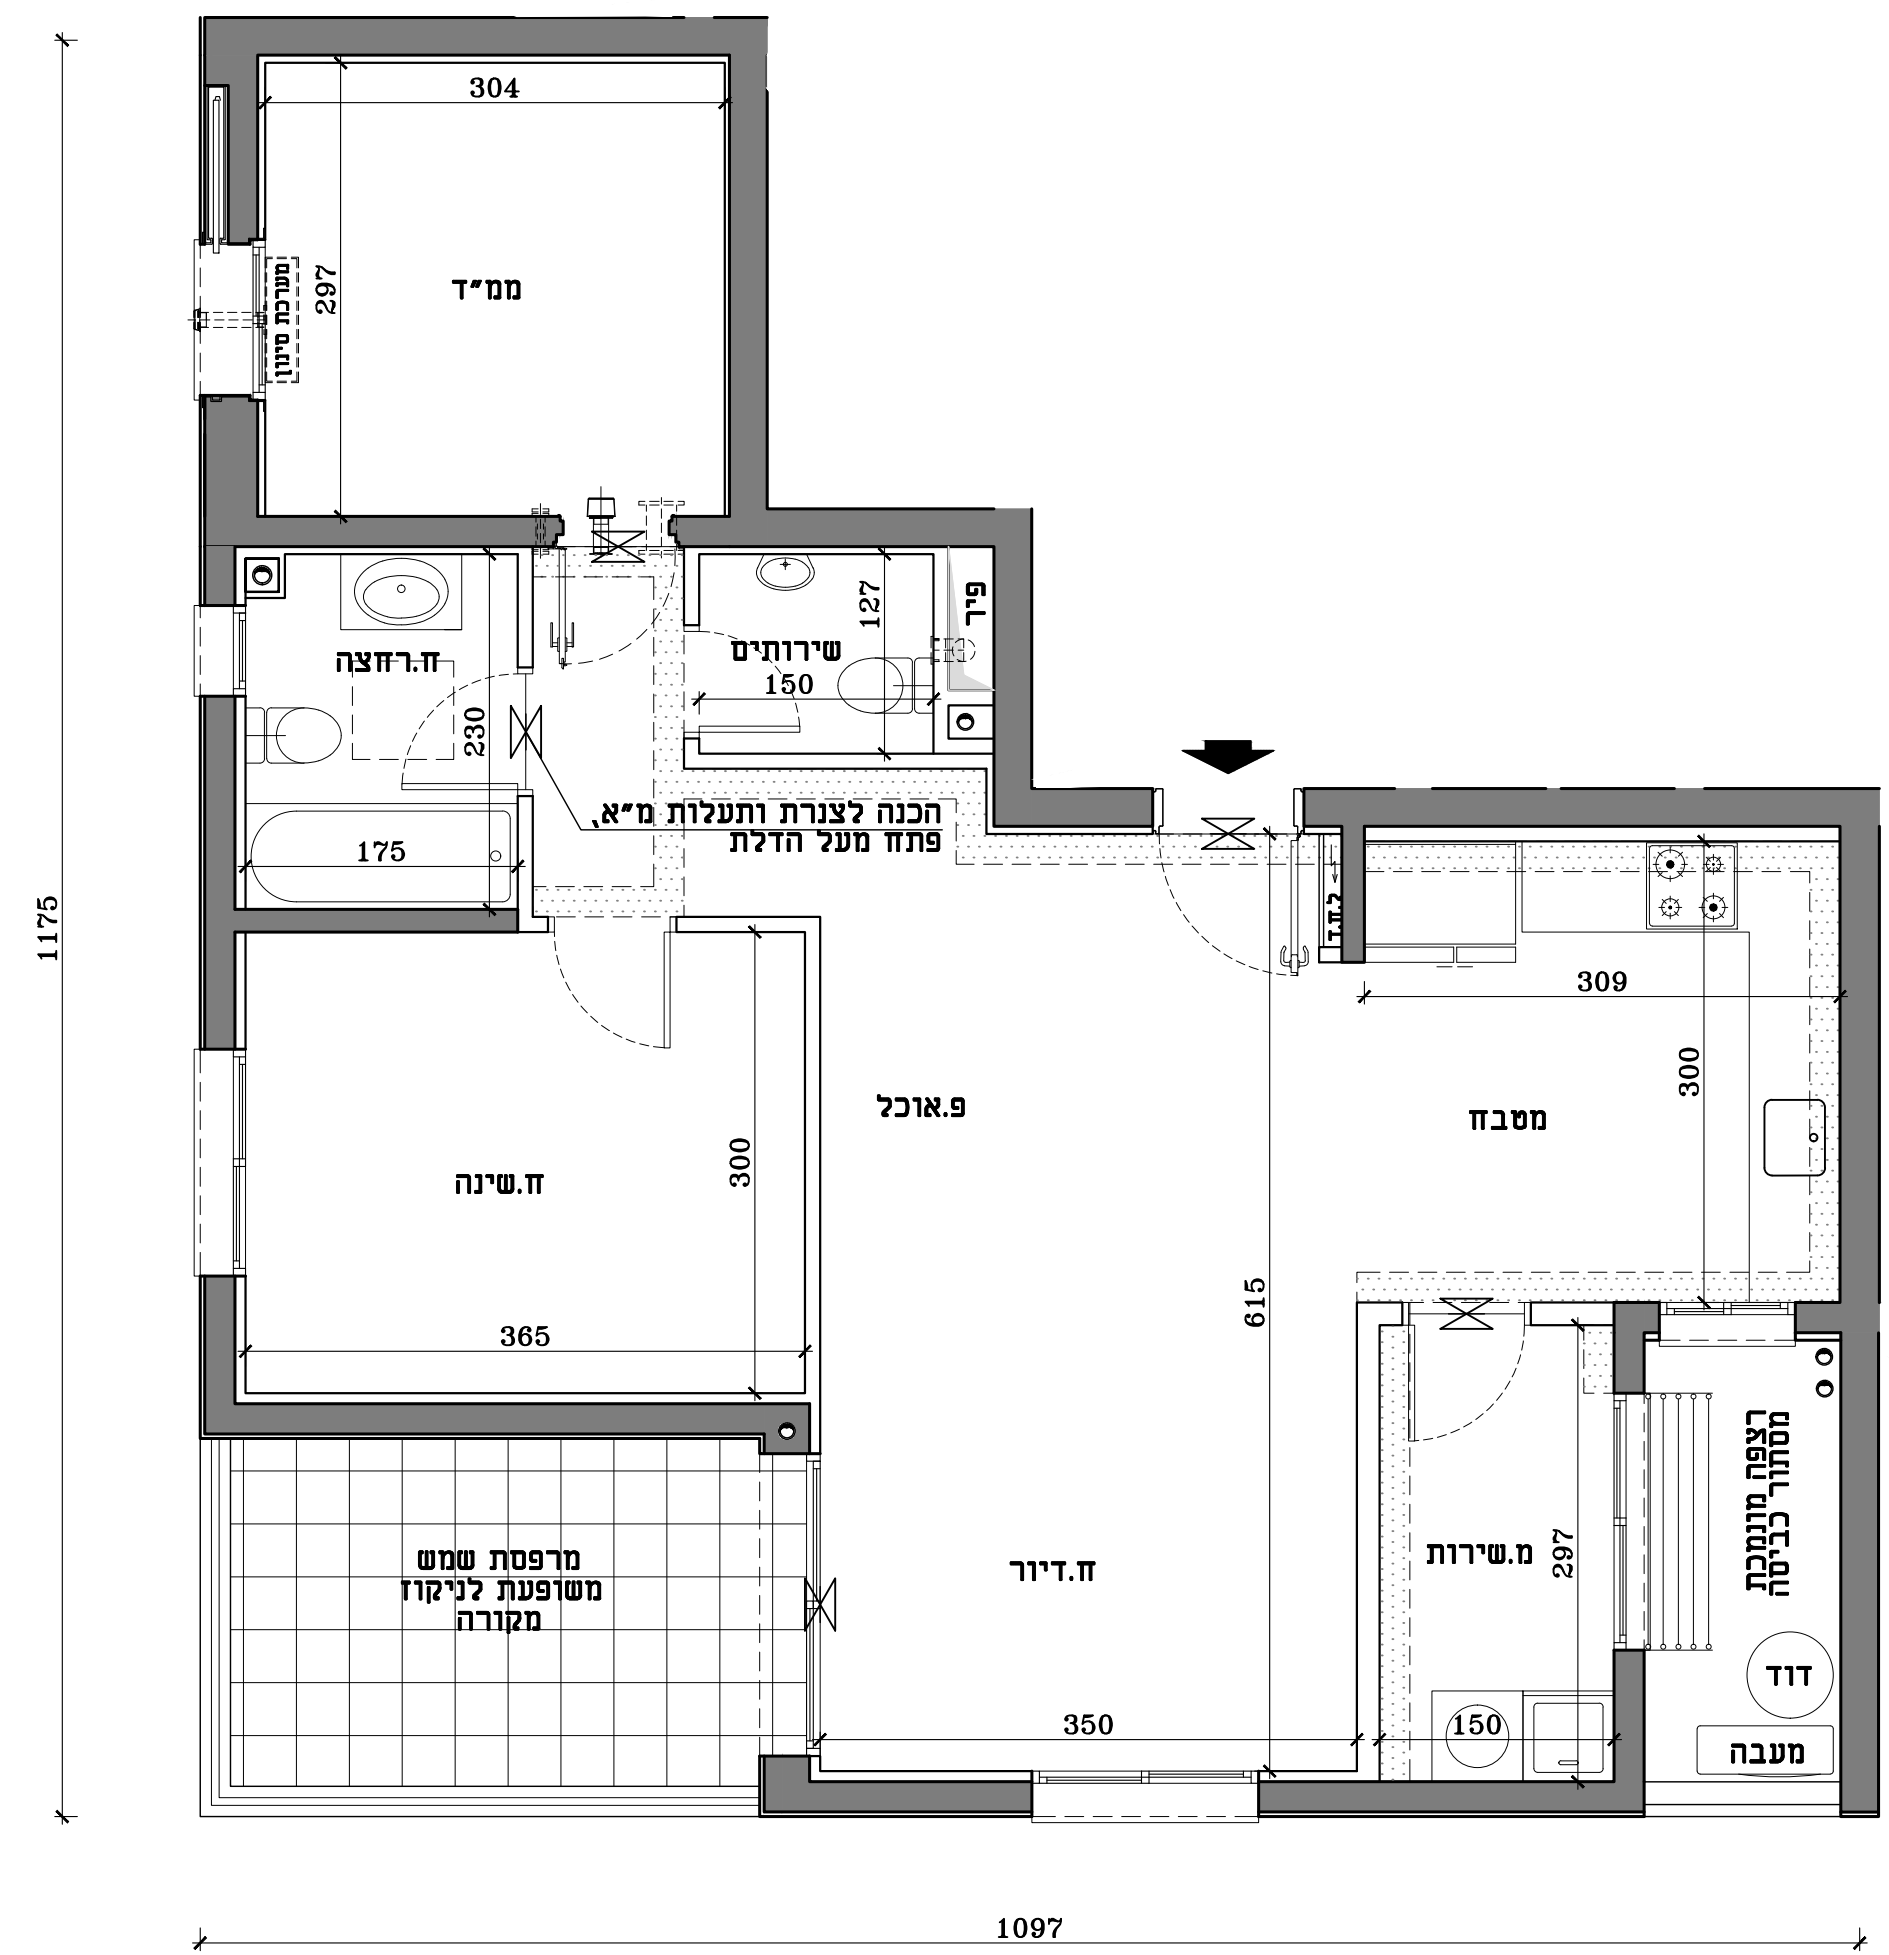 304
297
ממ״ד
מערכת סינון
127
פיר
שירותים
150
ח.רחצה
230
הכנה לצנרת ותעלות מ״א,
פתח מעל הדלת
175
ל.ח.ד
1175
309
300
פ.אוכל
מטבח
ח.שינה
300
615
365
מסתור כביסה
רצפה מונמכת
מ.שירות
297
ח.דיור
מרפסת שמש
משופעת לניקוז
מקורה
דוד
350
150
מעבה
1097